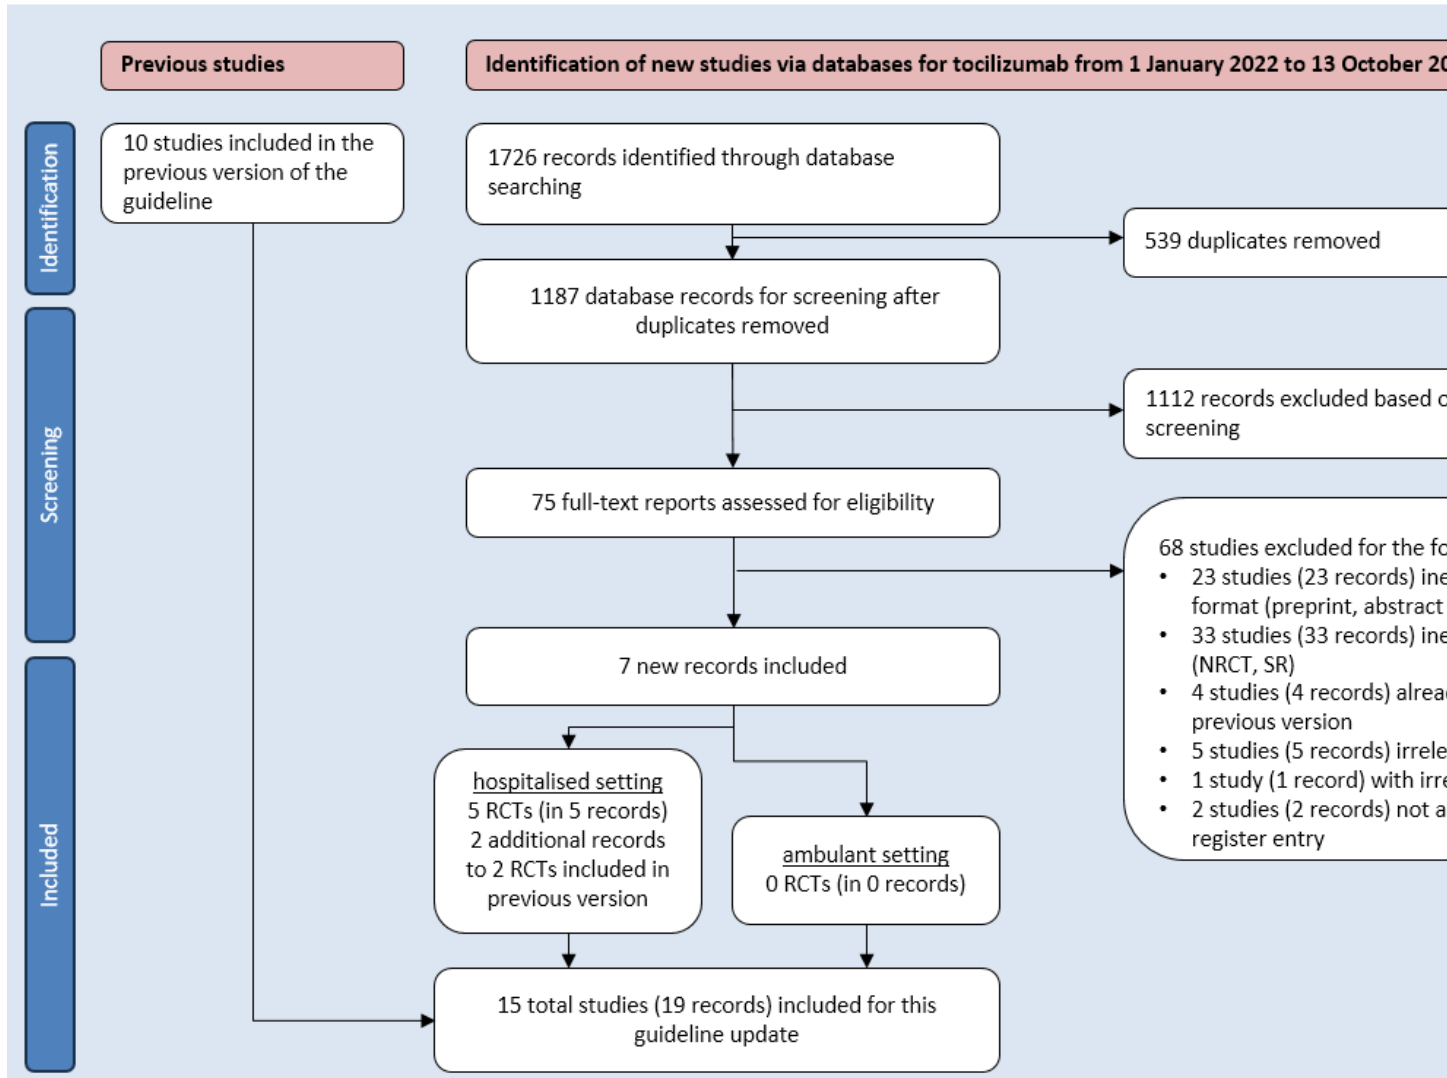 Previous studies
Identification of new studies via databases for tocilizumab from 1 January 2022 to 13 October
Identification
10 studies included in the
previous version of the
guideline
1726 records identified through database
searching
539 duplicates removed
1187 database records for screening after
duplicates removed
Screening
1112 records excluded based
screening
75 full-text reports assessed for eligibility
68 studies excluded for the
• 23 studies (23 records)
format (preprint, abstract
• 33 studies (33 records)
(NRCT, SR)
• 4 studies (4 records)
previous version
• 5 studies (5 records)
• 1 study (1 record) with
• 2 studies (2 records) not
register entry
7 new records included
Included
hospitalised setting
5 RCTs (in 5 records)
2 additional records
to 2 RCTs included in
previous version
ambulant setting
0 RCTs (in 0 records)
15 total studies (19 records) included for this
guideline update